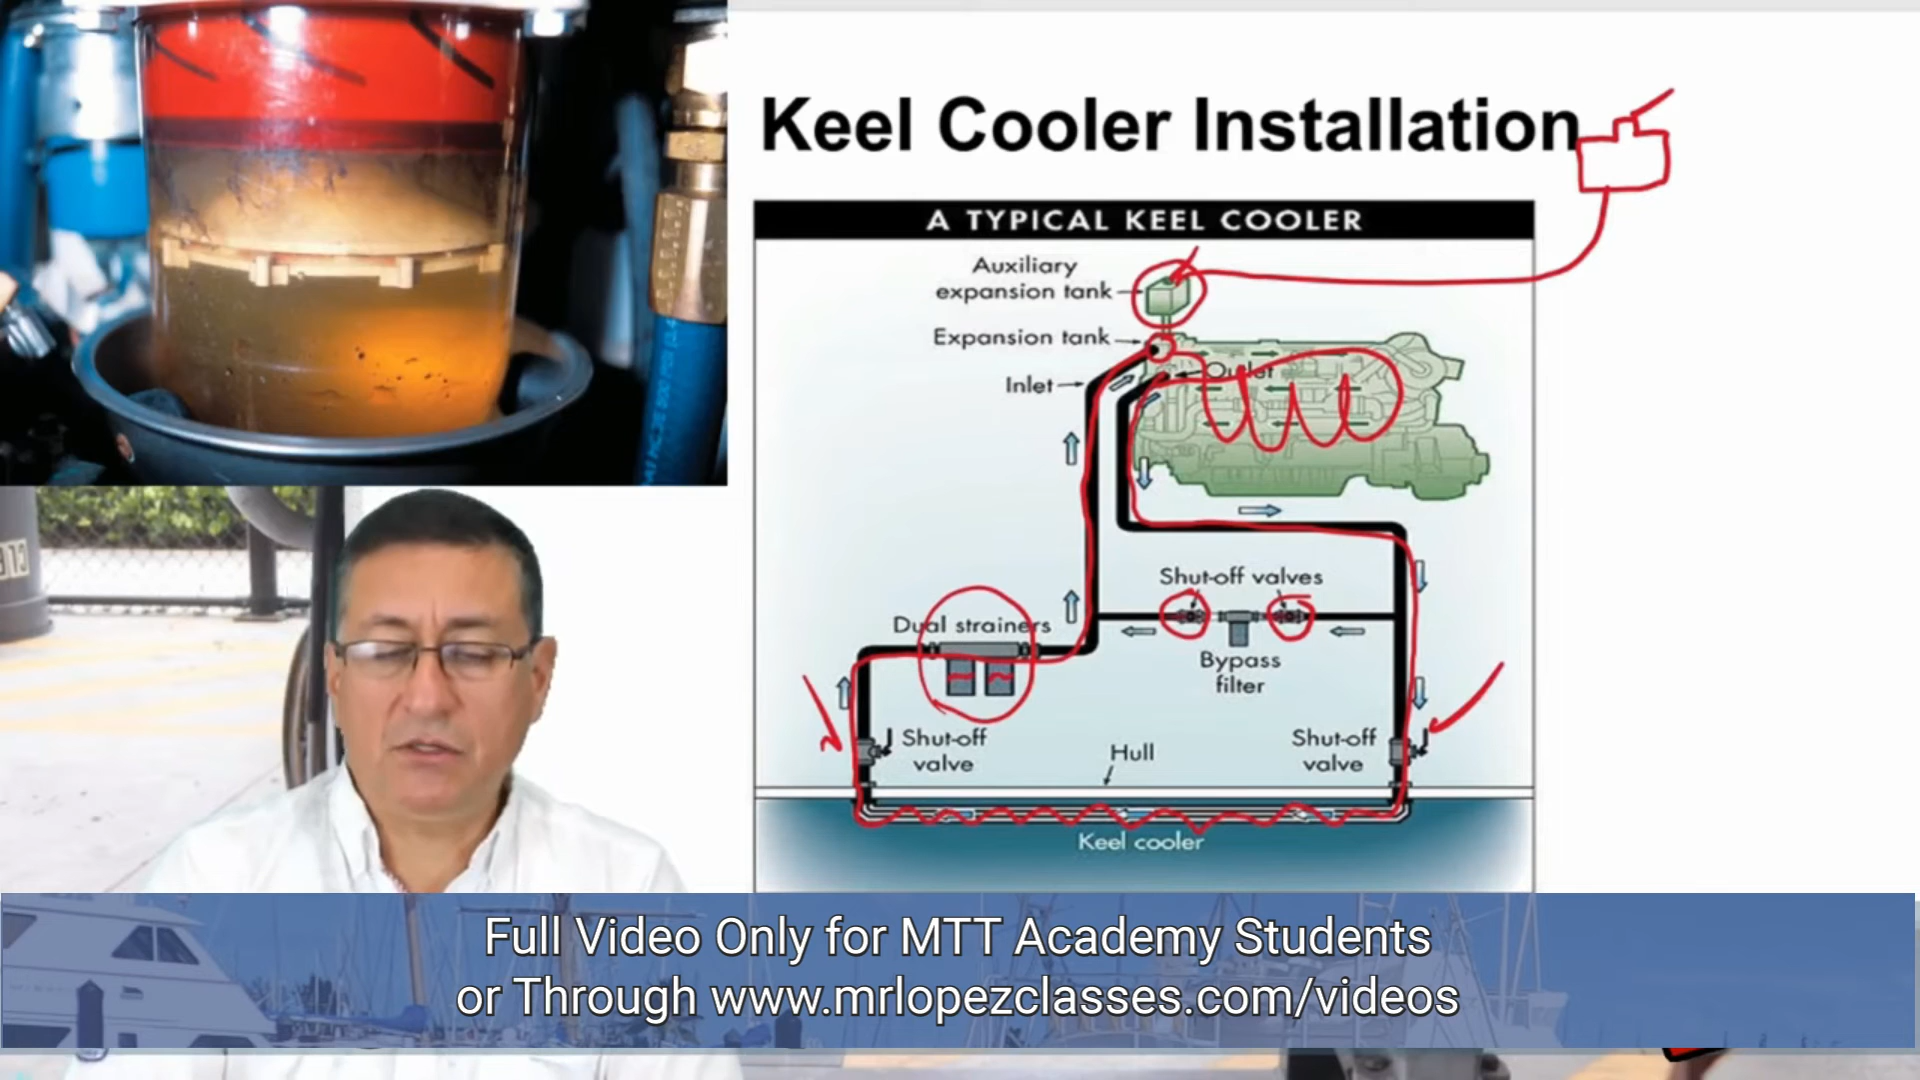 Keel Cooler Installation
A TYPICAL KEEL COOLER
Auxiliary
expansion tank
Expansion tank
Inlet
Outlet
Shut-off valves
Dual strainers
Bypass
filter
Shut-off
valve
Hull
Shut-off
valve
Keel cooler
Full Video Only for MTT Academy Students
or Through www.mrlopezclasses.com/videos